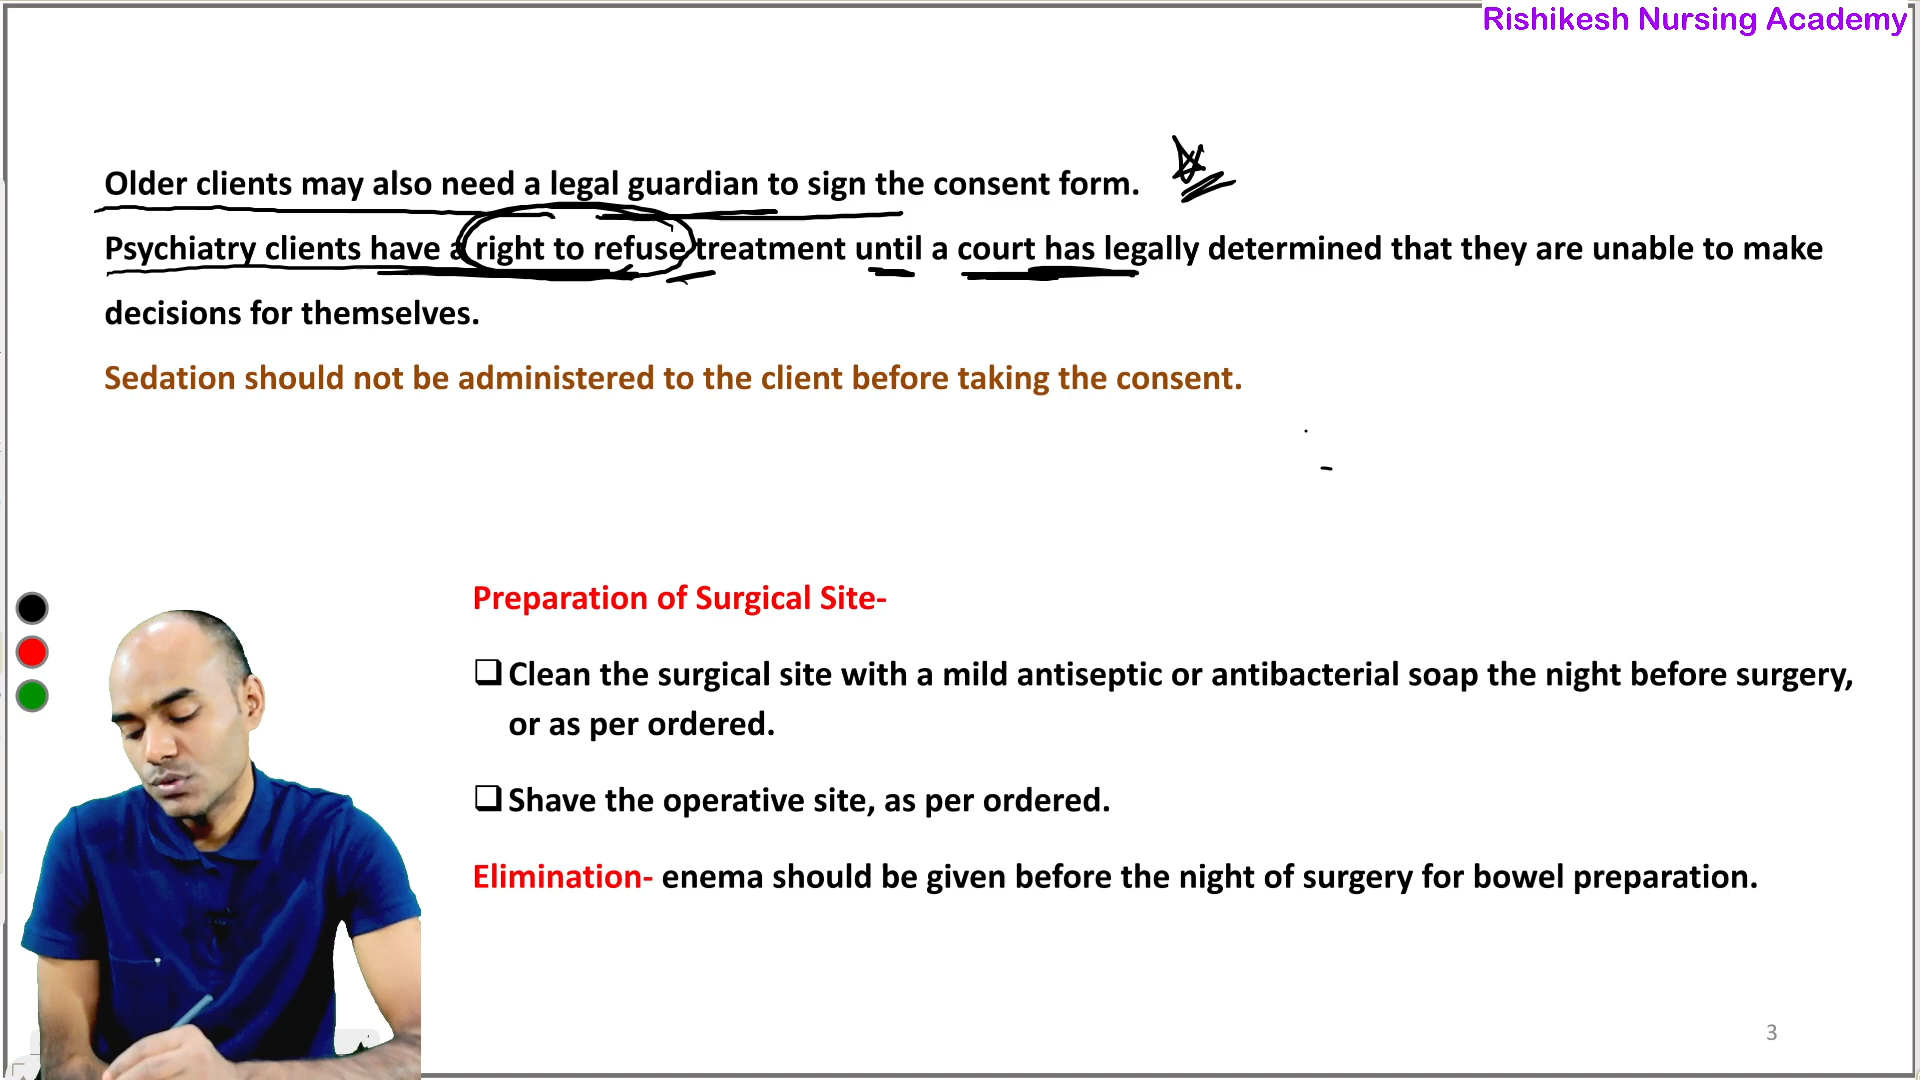 Rishikesh Nursing Academy
Older clients may also need a legal guardian to sign the consent form.
Psychiatry clients have a right to refuse treatment until a court has legally determined that they are unable to make
decisions for themselves.
Sedation should not be administered to the client before taking the consent.
Preparation of Surgical Site-
Clean the surgical site with a mild antiseptic or antibacterial soap the night before surgery,
or as per ordered.
Shave the operative site, as per ordered.
Elimination- enema should be given before the night of surgery for bowel preparation.
3